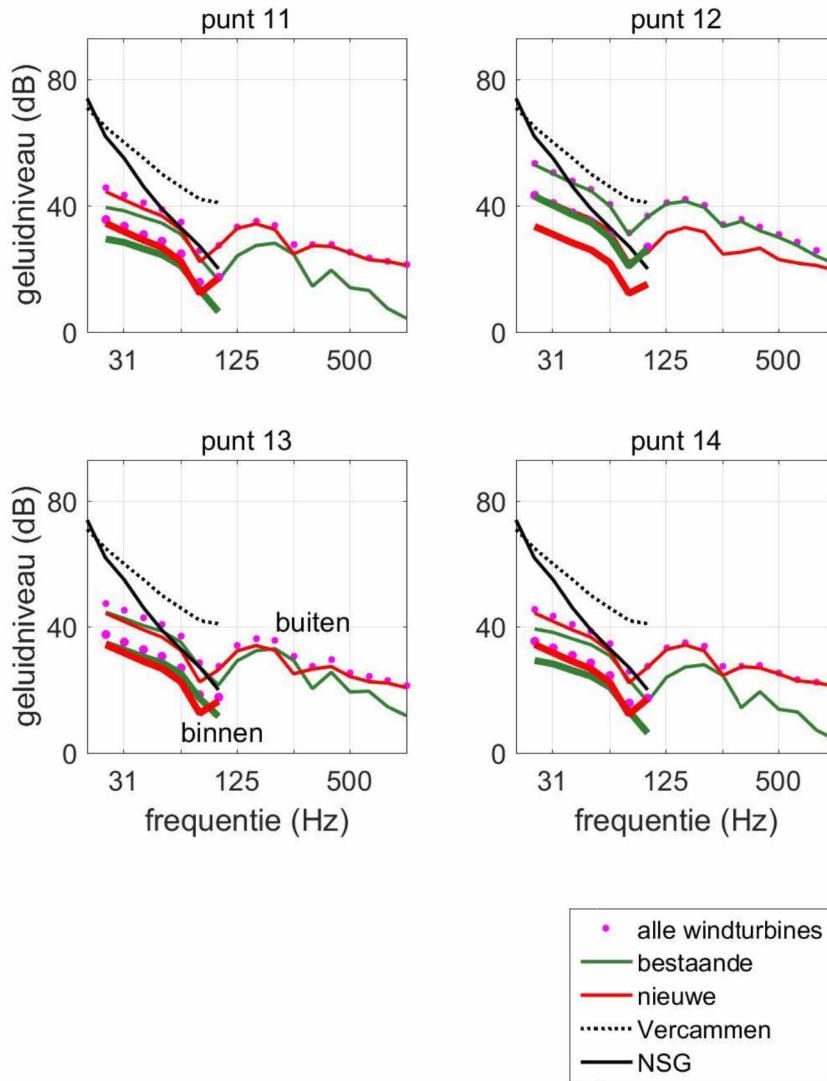 punt 11
punt 12
geluidniveau (dB)
80
40
0
31
125
500
80
40
0
31
125
500
punt 13
punt 14
geluidniveau (dB)
80
40
0
buiten
binnen
31
125
500
frequentie (Hz)
80
40
0
31
125
500
frequentie (Hz)
alle windturbines
bestaande
nieuwe
Vercammen
NSG